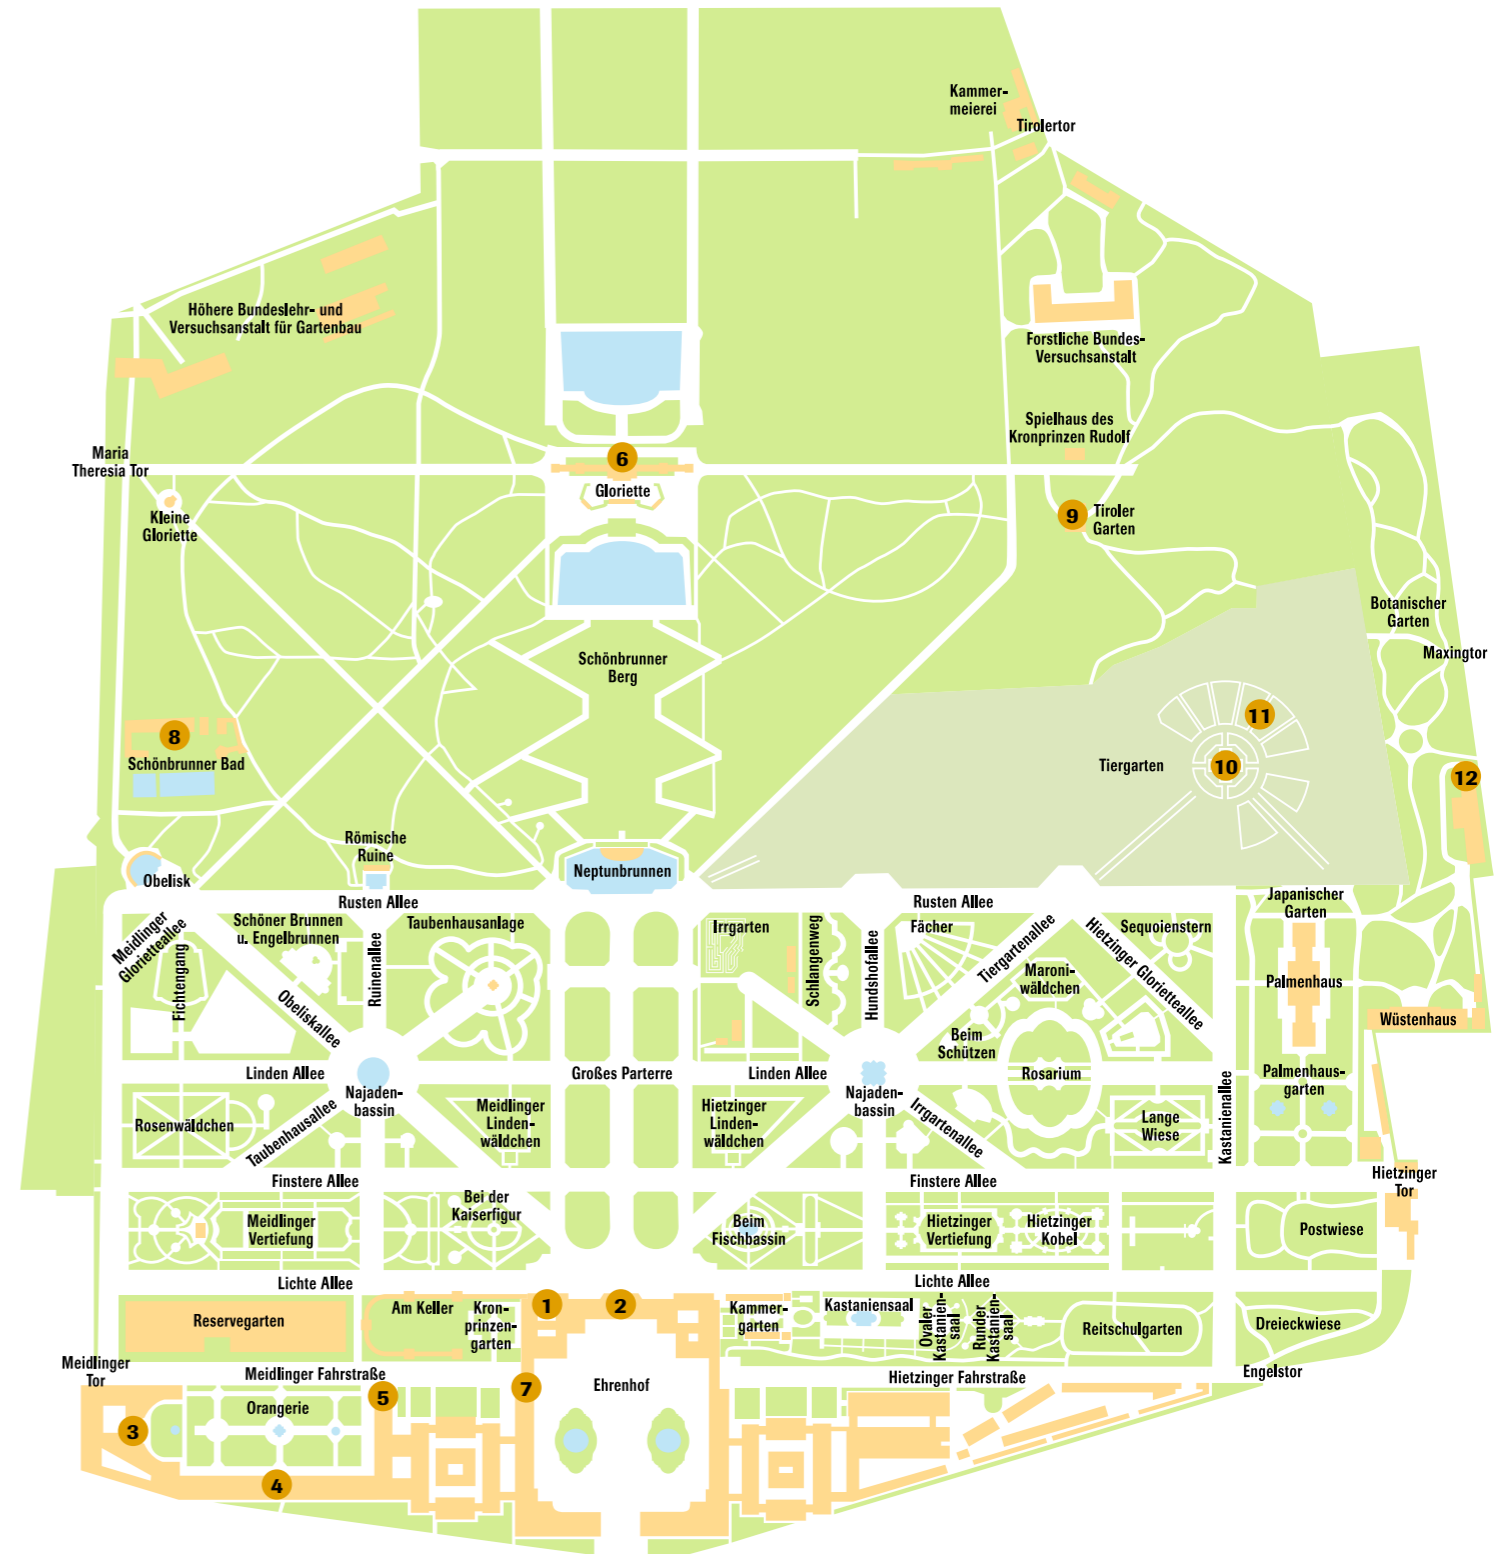 Kammer-
meierei
Tirolertor
Höhere Bundeslehr- und
Versuchsanstalt für Gartenbau
Forstliche Bundes-
Versuchsanstalt
Spielhaus des
Kronprinzen Rudolf
Maria
Theresia Tor
6
Gloriette
Kleine
Gloriette
9
Tiroler
Garten
Botanischer
Garten
Maxingtor
Schönbrunner
Berg
8
Schönbrunner Bad
11
10
Tiergarten
12
Römische
Ruine
Obelisk
Neptunbrunnen
Rusten Allee
Rusten Allee
Japanischer
Garten
Meidlinger
Glorietteallee
Fichtengang
Schöner Brunnen
u. Engelbrunnen
Ruinenallee
Taubenhausanlage
Irrgarten
Schlangenweg
Hundshofallee
Fächer
Tiergartenallee
Hietzinger Glorietteallee
Sequoienstern
Maroni-
wäldchen
Palmenhaus
Obeliskallee
Beim
Schützen
Wüstenhaus
Linden Allee
Großes Parterre
Linden Allee
Rosarium
Palmenhaus-
garten
Najaden-
bassin
Najaden-
bassin
Rosenwäldchen
Taubenhausallee
Meidlinger
Linden-
wäldchen
Hietzinger
Linden-
wäldchen
Irrgartenallee
Lange
Wiese
Kastanienallee
Finstere Allee
Finstere Allee
Hietzinger
Tor
Meidlinger
Vertiefung
Bei der
Kaiserfigur
Beim
Fischbassin
Hietzinger
Vertiefung
Hietzinger
Kobel
Postwiese
Lichte Allee
Lichte Allee
Reservegarten
Am Keller
Kron-
prinzen-
garten
1
2
Kammer-
garten
Kastaniensaal
Ovaler
Kastanien-
saal
Runder
Kastanien-
saal
Reitschulgarten
Dreieckwiese
Engelstor
Meidlinger
Tor
Meidlinger Fahrstraße
Hietzinger Fahrstraße
5
7
Ehrenhof
Orangerie
3
4